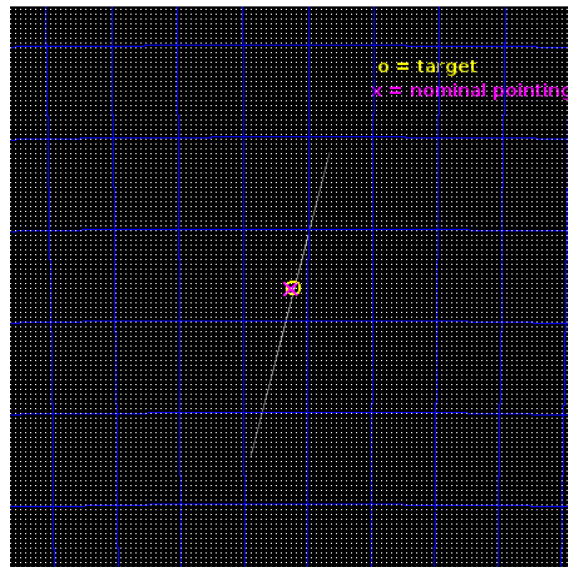 o = target
x = nominal pointing